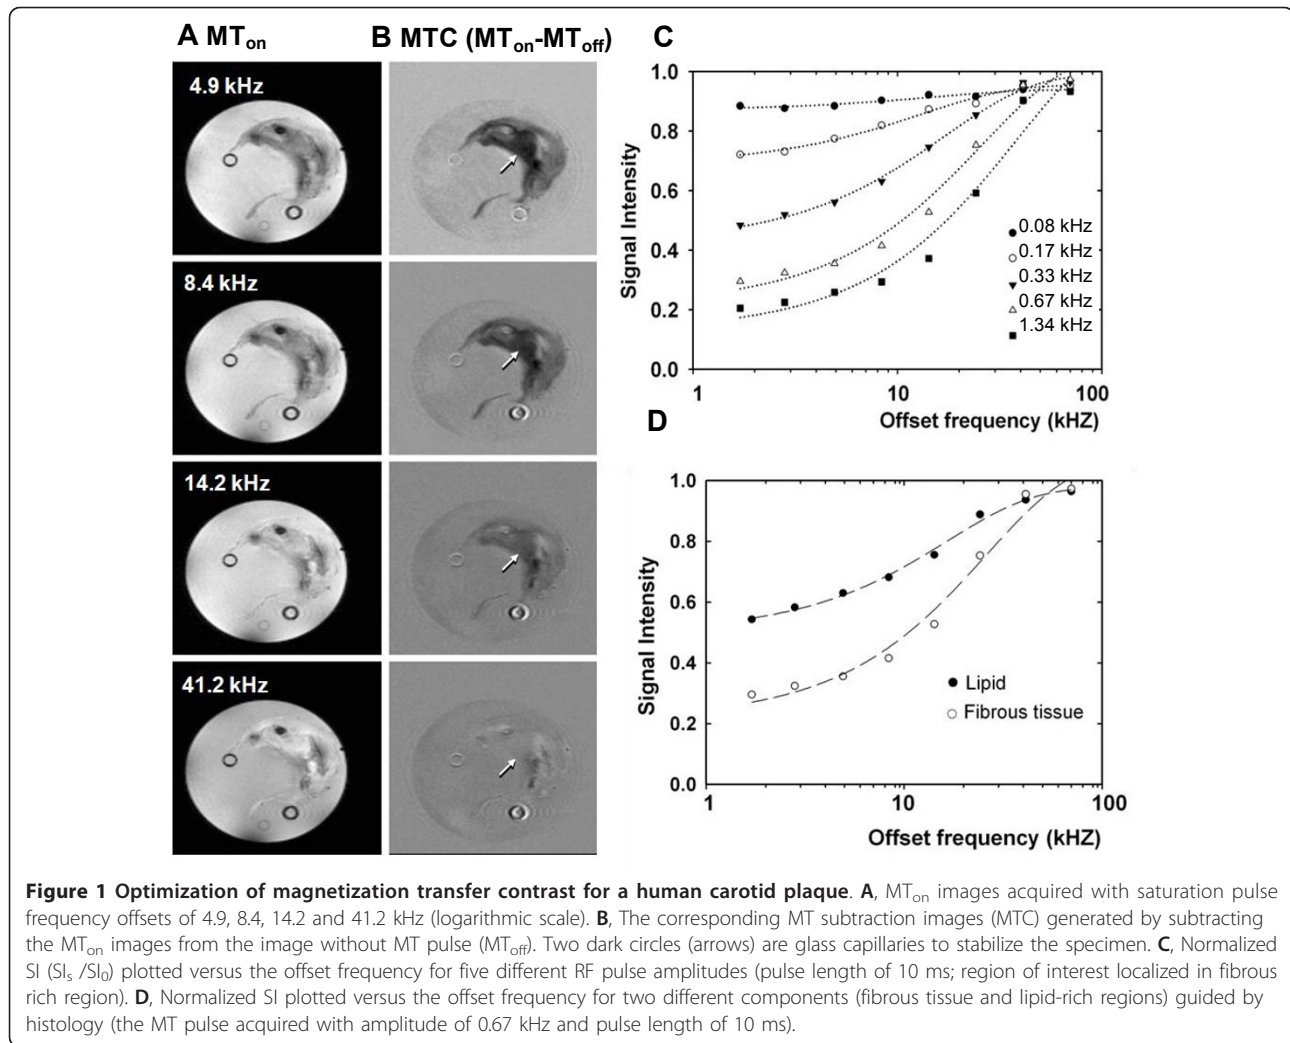 A MTon
B MTC (MTon-MToff)
4.9 kHz
8.4 kHz
14.2 kHz
41.2 kHz
C
1.0
0.8
0.6
0.4
0.2
0.0
Signal Intensity
0.08 kHz
0.17 kHz
0.33 kHz
0.67 kHz
1.34 kHz
1
10
100
Offset frequency (kHZ)
D
1.0
0.8
0.6
0.4
0.2
0.0
Signal Intensity
Lipid
Fibrous tissue
1
10
100
Offset frequency (kHZ)
Figure 1 Optimization of magnetization transfer contrast for a human carotid plaque. A, MTon images acquired with saturation pulse
frequency offsets of 4.9, 8.4, 14.2 and 41.2 kHz (logarithmic scale). B, The corresponding MT subtraction images (MTC) generated by subtracting
the MTon images from the image without MT pulse (MToff). Two dark circles (arrows) are glass capillaries to stabilize the specimen. C, Normalized
SI (SIs /SI0) plotted versus the offset frequency for five different RF pulse amplitudes (pulse length of 10 ms; region of interest localized in fibrous
rich region). D, Normalized SI plotted versus the offset frequency for two different components (fibrous tissue and lipid-rich regions) guided by
histology (the MT pulse acquired with amplitude of 0.67 kHz and pulse length of 10 ms).